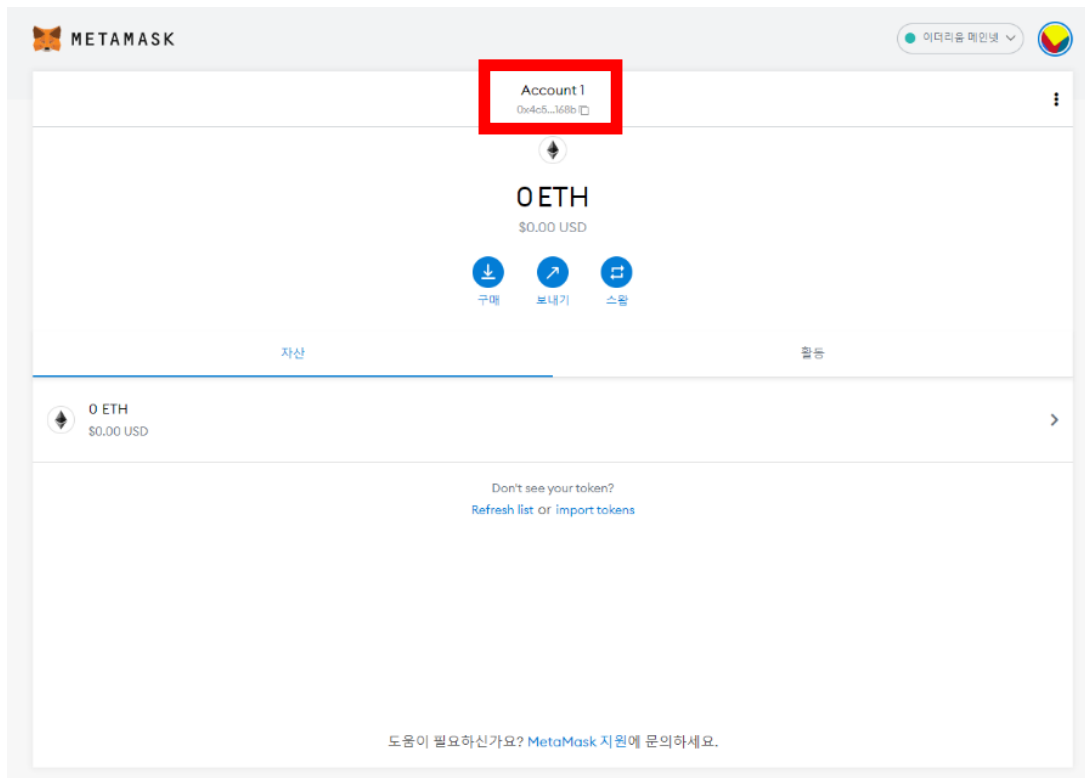 METAMASK
이더리움 메인넷
Account 1
0x4c5...168b
0 ETH
$0.00 USD
구매 보내기 스왑
자산 활동
0 ETH
$0.00 USD
Don't see your token?
Refresh list or import tokens
도움이 필요하신가요? MetaMask 지원에 문의하세요.